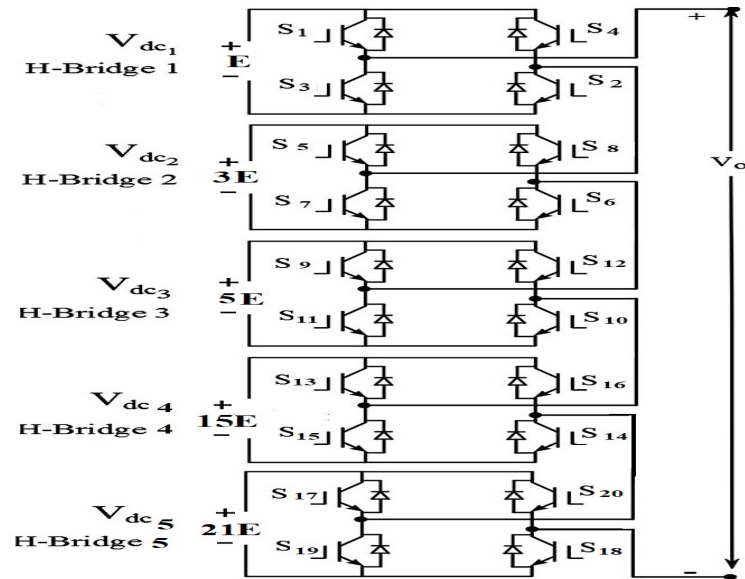 S1 S4 +
Vdc1 + E −
H-Bridge 1
S3 S2
S5 S8
Vdc2 + 3E −
H-Bridge 2
Vo
S7 S6
S9 S12
Vdc3 + 5E −
H-Bridge 3
S11 S10
S13 S16
Vdc4 + 15E −
H-Bridge 4
S15 S14
S17 S20
Vdc5 + 21E −
H-Bridge 5
S19 S18
−